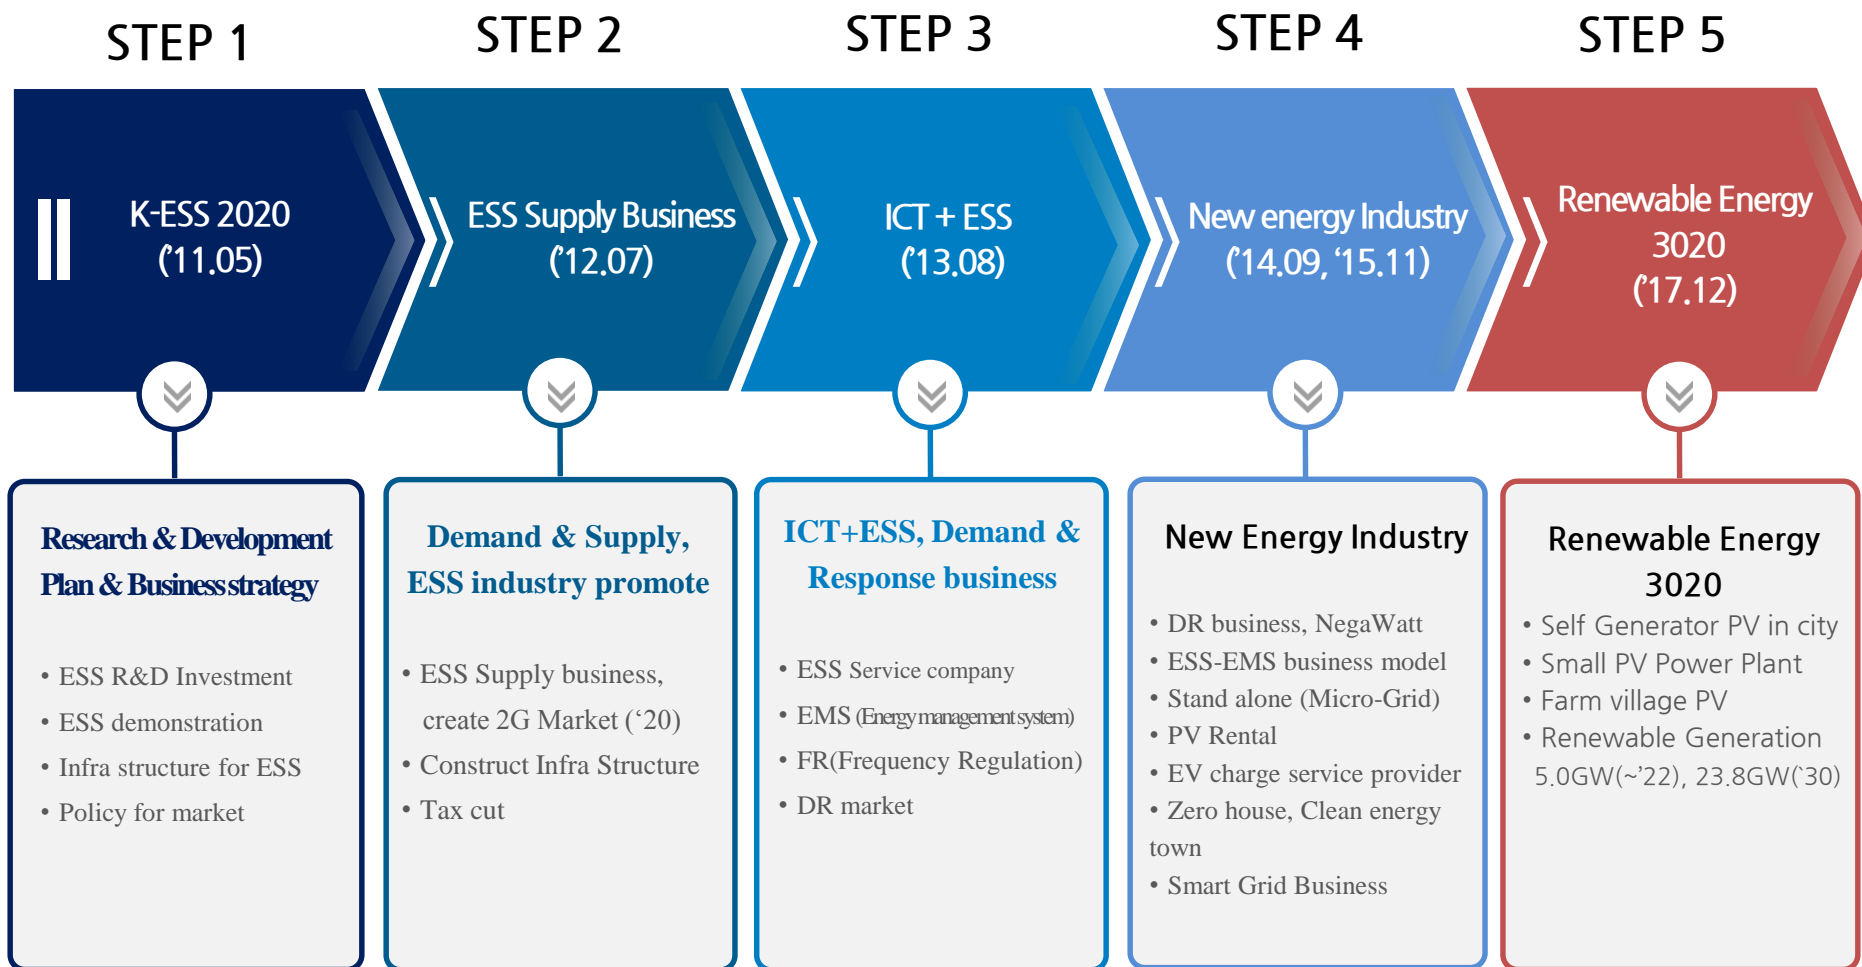 STEP 1
STEP 2
STEP 3
STEP 4
STEP 5
K-ESS 2020
('11.05)
ESS Supply Business
('12.07)
ICT + ESS
('13.08)
New energy Industry
('14.09, ‘15.11)
Renewable Energy
3020
('17.12)
Research & Development
Plan & Business strategy
• ESS R&D Investment
• ESS demonstration
• Infra structure for ESS
• Policy for market
Demand & Supply,
ESS industry promote
• ESS Supply business,
create 2G Market (‘20)
• Construct Infra Structure
• Tax cut
ICT+ESS, Demand &
Response business
• ESS Service company
• EMS (Energy management system)
• FR(Frequency Regulation)
• DR market
New Energy Industry
• DR business, NegaWatt
• ESS-EMS business model
• Stand alone (Micro-Grid)
• PV Rental
• EV charge service provider
• Zero house, Clean energy
town
• Smart Grid Business
Renewable Energy
3020
• Self Generator PV in city
• Small PV Power Plant
• Farm village PV
• Renewable Generation
5.0GW(~’22), 23.8GW(‘30)